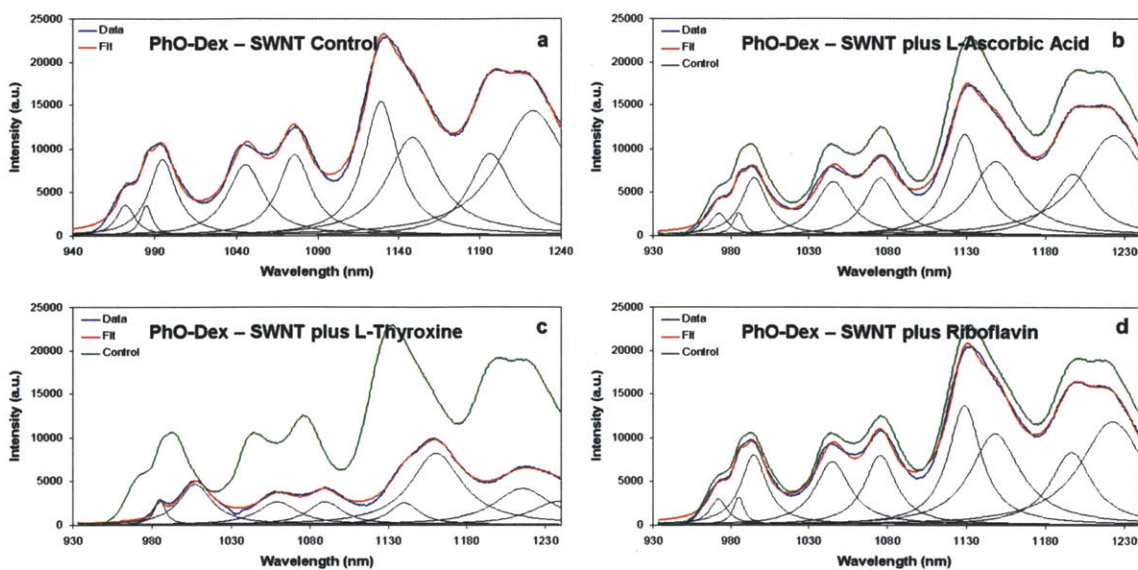 PhO-Dex – SWNT Control
a
Data
Fit
Intensity (a.u.)
25000
20000
15000
10000
5000
0
940 990 1040 1090 1140 1190 1240
Wavelength (nm)
PhO-Dex – SWNT plus L-Ascorbic Acid
b
Data
Fit
Control
Intensity (a.u.)
25000
20000
15000
10000
5000
0
930 980 1030 1080 1130 1180 1230
Wavelength (nm)
PhO-Dex – SWNT plus L-Thyroxine
c
Data
Fit
Control
Intensity (a.u.)
25000
20000
15000
10000
5000
0
930 980 1030 1080 1130 1180 1230
Wavelength (nm)
PhO-Dex – SWNT plus Riboflavin
d
Data
Fit
Control
Intensity (a.u.)
25000
20000
15000
10000
5000
0
930 980 1030 1080 1130 1180 1230
Wavelength (nm)